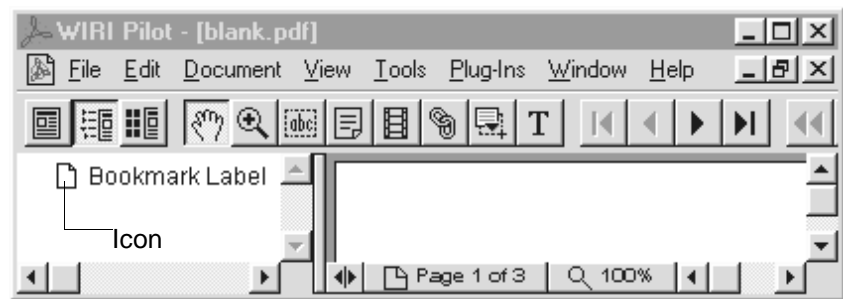 WIRI Pilot - [blank.pdf]
File Edit Document View Tools Plug-Ins Window Help
abc T
Bookmark Label
Icon
Page 1 of 3 100%